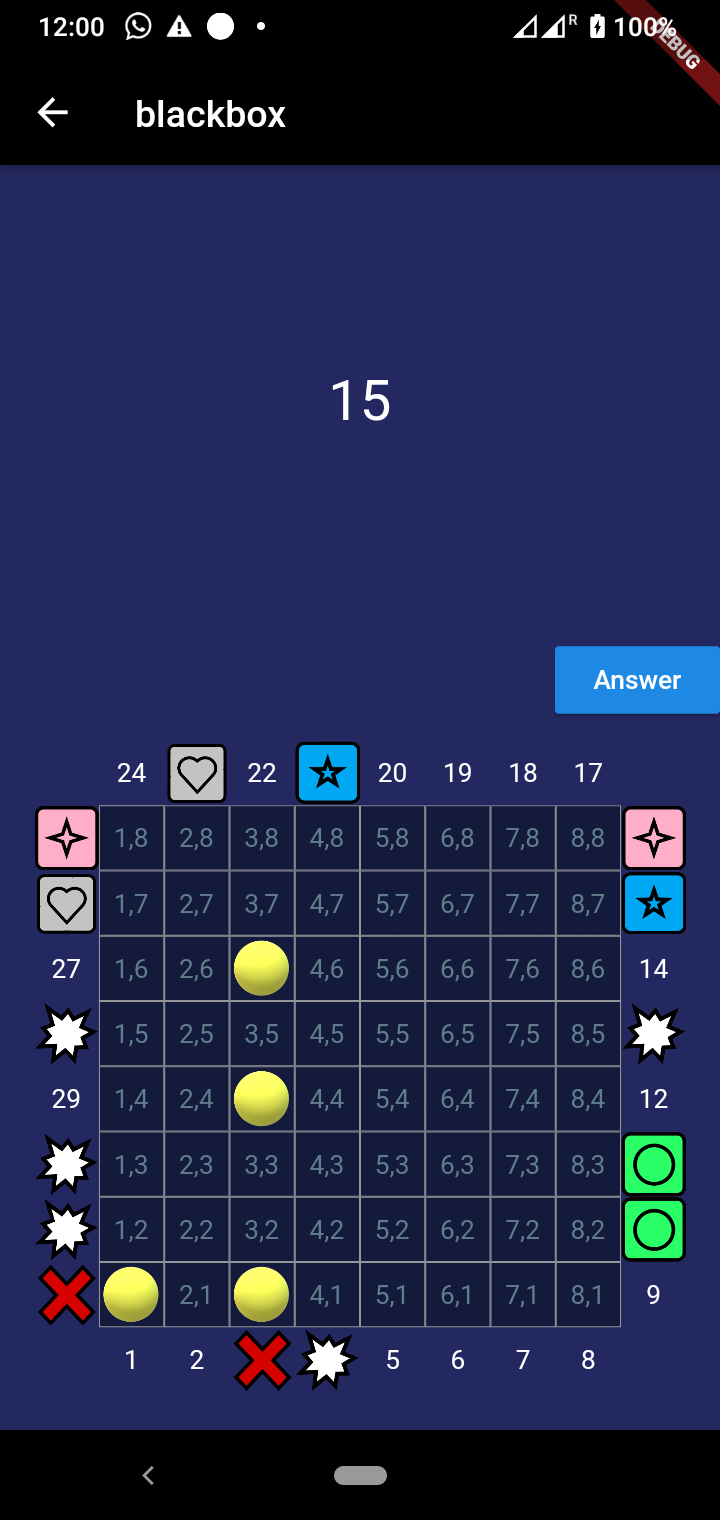 12:00 R 100%
DEBUG
blackbox
15
Answer
24 22 20 19 18 17
1,8 2,8 3,8 4,8 5,8 6,8 7,8 8,8
1,7 2,7 3,7 4,7 5,7 6,7 7,7 8,7
27 1,6 2,6 4,6 5,6 6,6 7,6 8,6 14
1,5 2,5 3,5 4,5 5,5 6,5 7,5 8,5
29 1,4 2,4 4,4 5,4 6,4 7,4 8,4 12
1,3 2,3 3,3 4,3 5,3 6,3 7,3 8,3
1,2 2,2 3,2 4,2 5,2 6,2 7,2 8,2
2,1 4,1 5,1 6,1 7,1 8,1 9
1 2 5 6 7 8